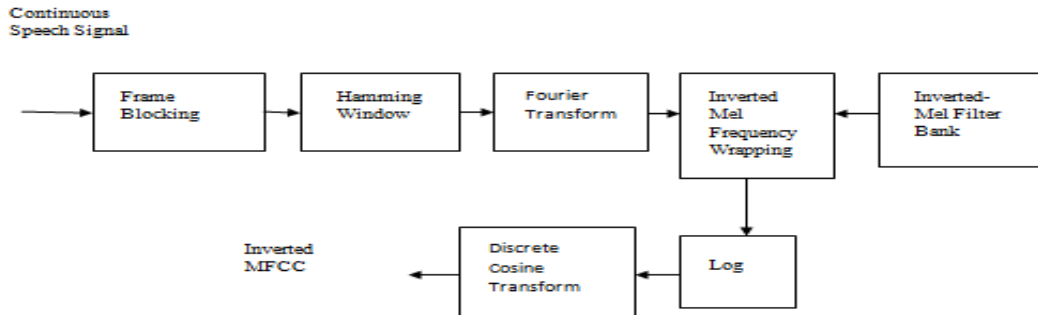 Continuous
Speech Signal
Frame
Blocking
Hamming
Window
Fourier
Transform
Inverted
Mel
Frequency
Wrapping
Inverted-
Mel Filter
Bank
Inverted
MFCC
Discrete
Cosine
Transform
Log